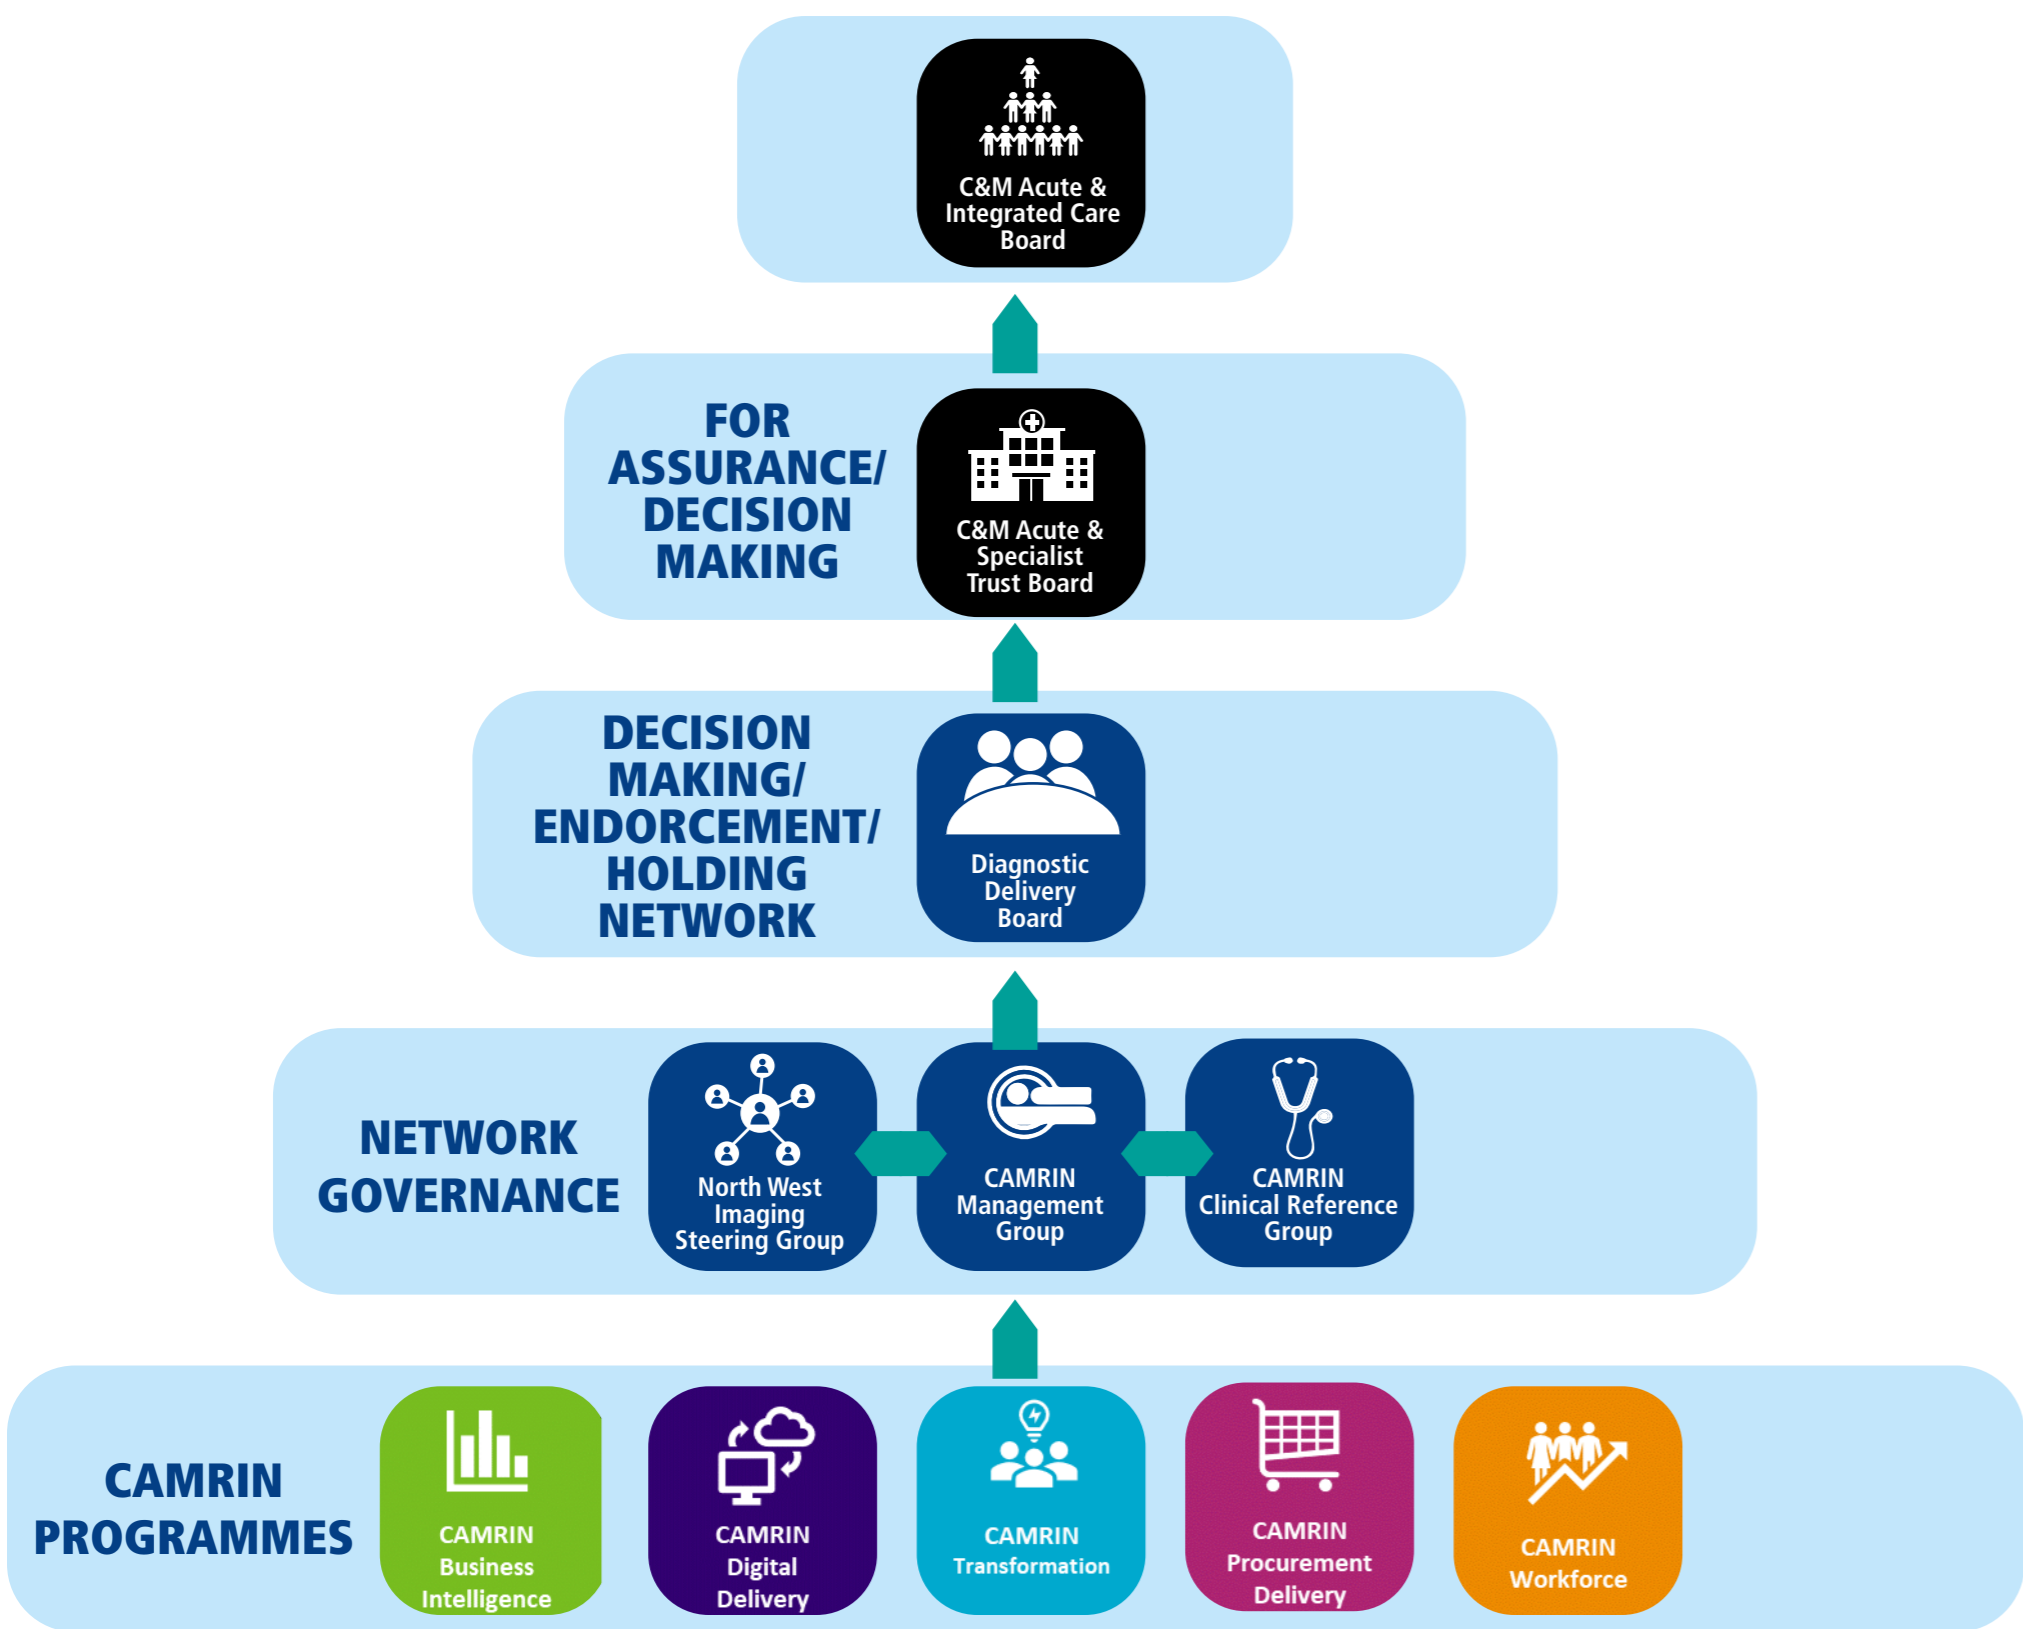 C&M Acute &
Integrated Care
Board
FOR
ASSURANCE/
DECISION
MAKING
C&M Acute &
Specialist
Trust Board
DECISION
MAKING/
ENDORCEMENT/
HOLDING
NETWORK
Diagnostic
Delivery
Board
NETWORK
GOVERNANCE
North West
Imaging
Steering Group
CAMRIN
Management
Group
CAMRIN
Clinical Reference
Group
CAMRIN
PROGRAMMES
CAMRIN
Business
Intelligence
CAMRIN
Digital
Delivery
CAMRIN
Transformation
CAMRIN
Procurement
Delivery
CAMRIN
Workforce